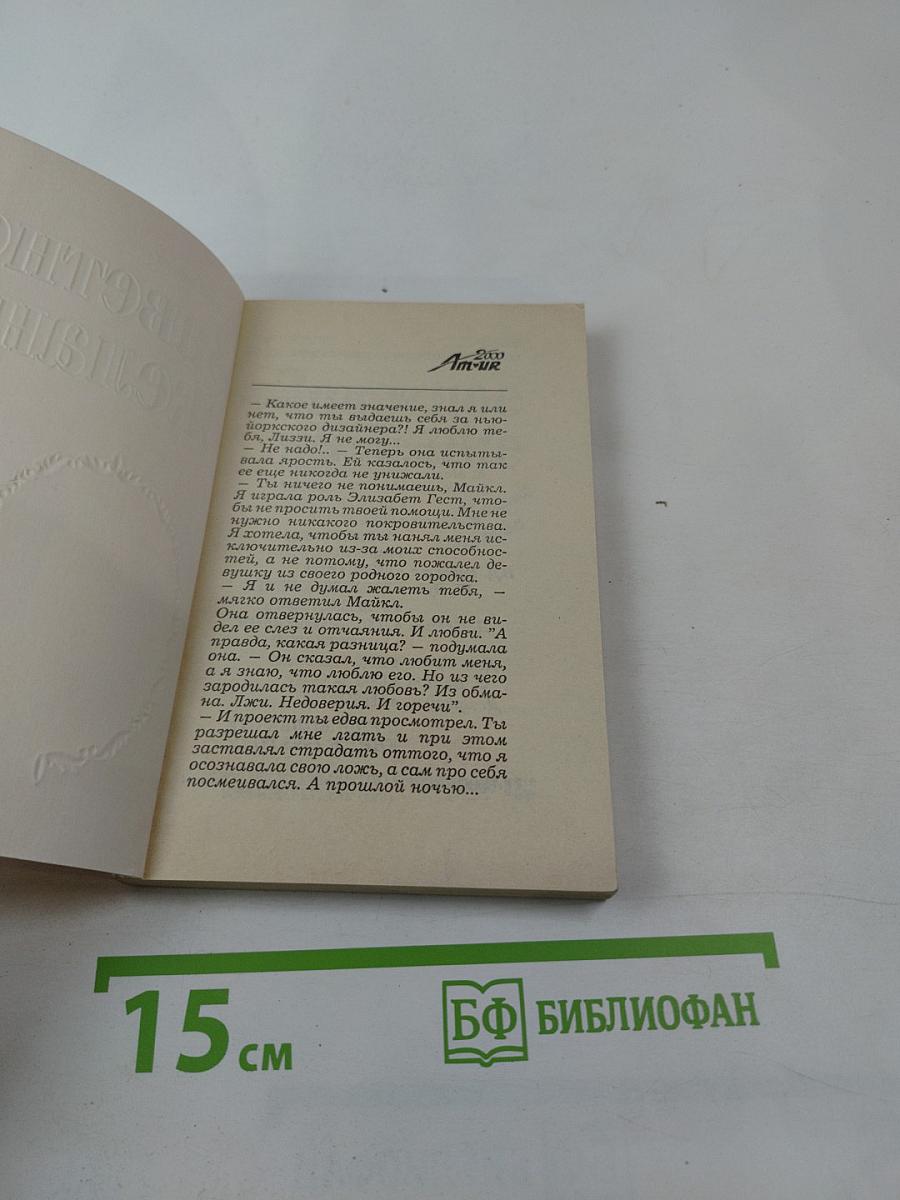 Amour 2000
– Какое имеет значение, знал я или
нет, что ты выдаешь себя за нью-
йоркского дизайнера?! Я люблю те-
бя, Лиззи. Я не могу...
– Не надо!.. – Теперь она испыты-
вала ярость. Ей казалось, что так
ее еще никогда не унижали.
– Ты ничего не понимаешь, Майкл.
Я играла роль Элизабет Гест, что-
бы не просить твоей помощи. Мне не
нужно никакого покровительства.
Я хотела, чтобы ты нанял меня ис-
ключительно из-за моих способнос-
тей, а не потому, что пожалел де-
вушку из своего родного городка.
– Я и не думал жалеть тебя, –
мягко ответил Майкл.
Она отвернулась, чтобы он не ви-
дел ее слез и отчаяния. И любви. "А
правда, какая разница? – подумала
она. – Он сказал, что любит меня,
а я знаю, что люблю его. Но из чего
зародилась такая любовь? Из обма-
на. Лжи. Недоверия. И горечи".
– И проект ты едва просмотрел. Ты
разрешал мне лгать и при этом
заставлял страдать оттого, что я
осознавала свою ложь, а сам про себя
посмеивался. А прошлой ночью...
15 см
БФ БИБЛИОФАН